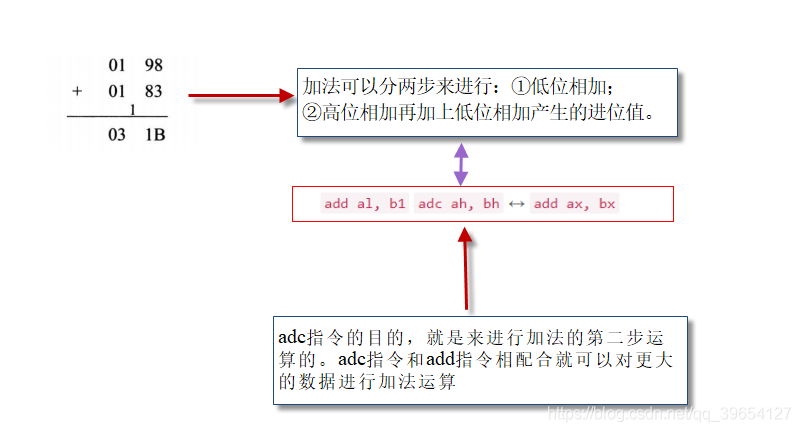 01 98
+ 01 83
1
03 1B
加法可以分两步来进行：①低位相加；
②高位相加再加上低位相加产生的进位值。
add al, b1 adc ah, bh ↔ add ax, bx
adc指令的目的，就是来进行加法的第二步运
算的。adc指令和add指令相配合就可以对更大
的数据进行加法运算
https://blog.csdn.net/qq_39654127